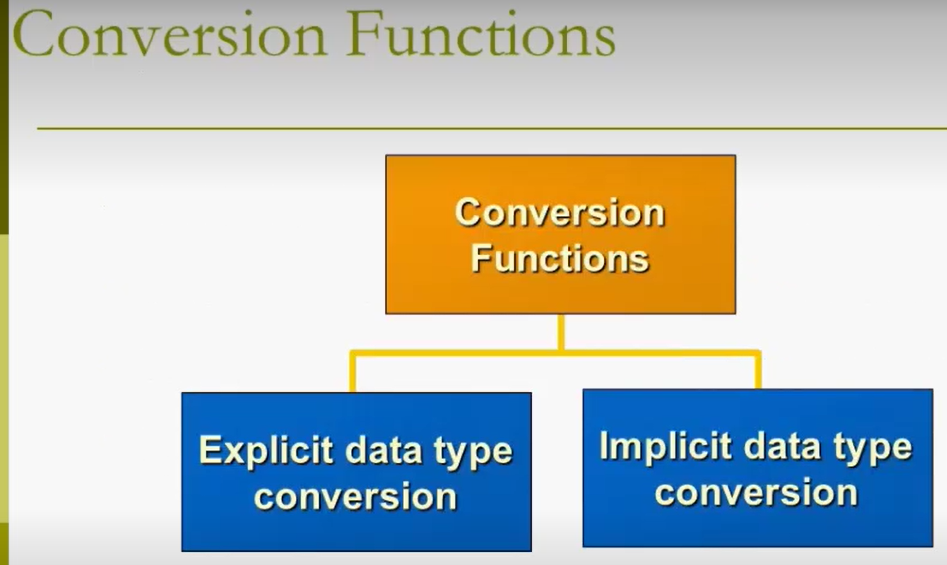 Conversion Functions
Conversion
Functions
Explicit data type
conversion
Implicit data type
conversion